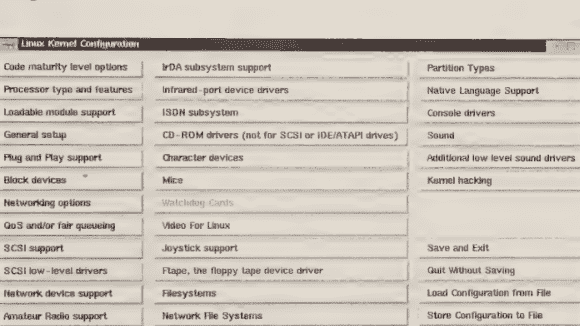 Linux Kernel Configuration
Code maturity level options
Processor type and features
Loadable module support
General setup
Plug and Play support
Block devices
Networking options
QoS and/or fair queueing
SCSI support
SCSI low-level drivers
Network device support
Amateur Radio support
IrDA subsystem support
Infrared-port device drivers
ISDN subsystem
CD-ROM drivers (not for SCSI or IDE/ATAPI drives)
Character devices
Mice
Watchdog Cards
Video For Linux
Joystick support
Ftape, the floppy tape device driver
Filesystems
Network File Systems
Partition Types
Native Language Support
Console drivers
Sound
Additional low level sound drivers
Kernel hacking
Save and Exit
Quit Without Saving
Load Configuration from File
Store Configuration to File